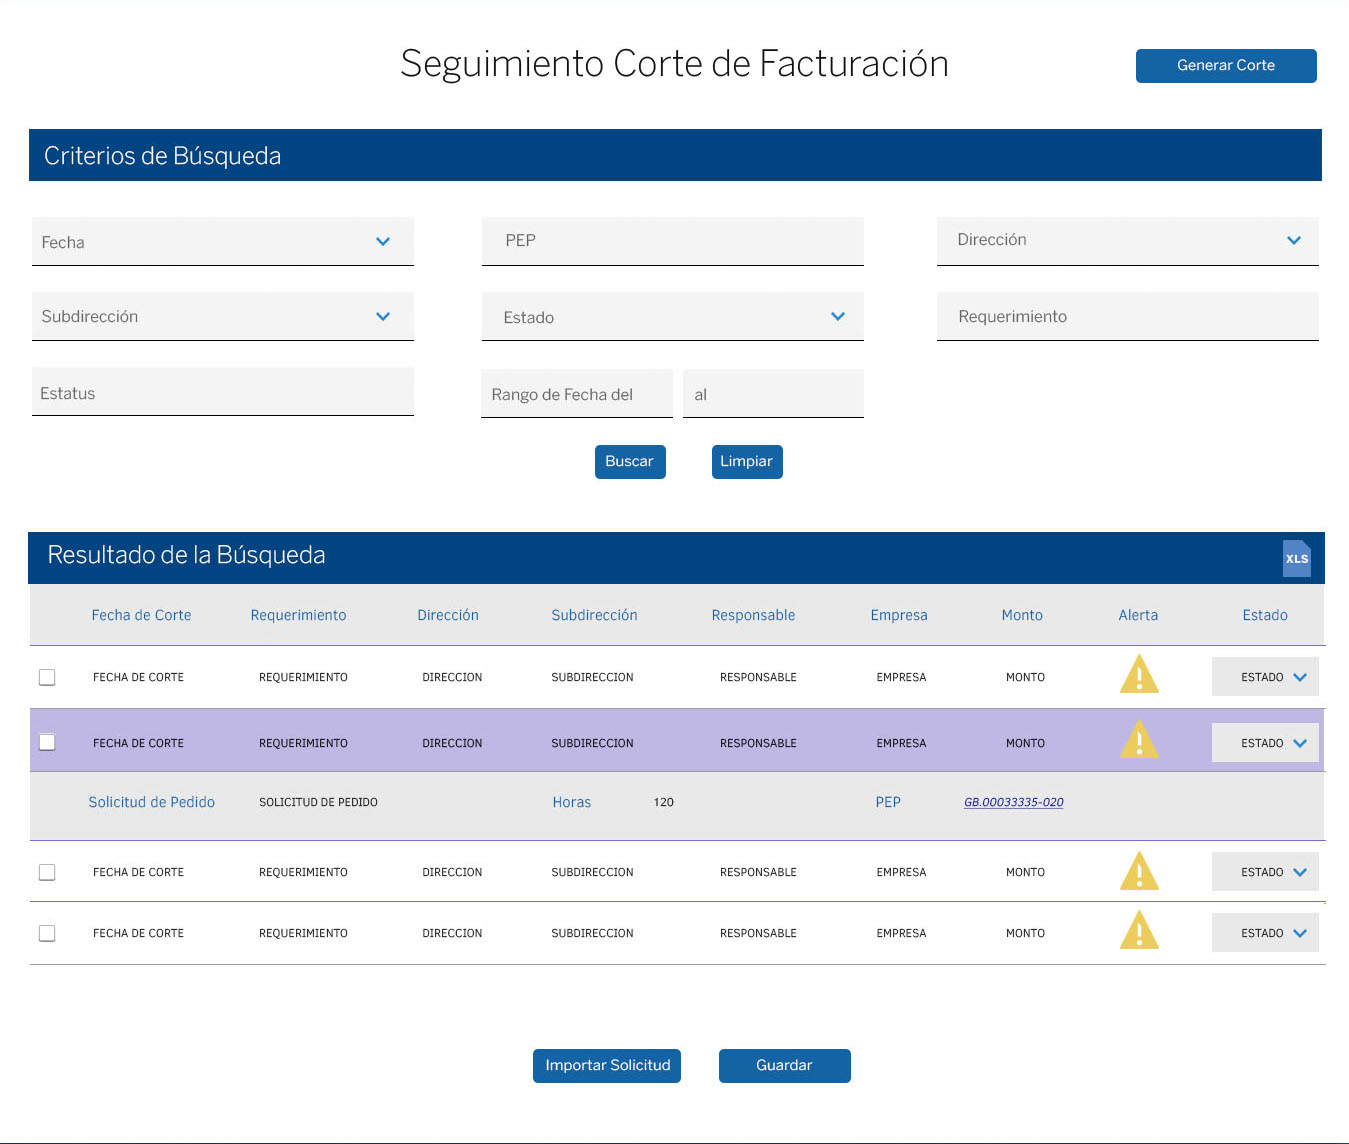 Seguimiento Corte de Facturación
Generar Corte
Criterios de Búsqueda
Fecha
PEP
Dirección
Subdirección
Estado
Requerimiento
Estatus
Rango de Fecha del
al
Buscar
Limpiar
Resultado de la Búsqueda
XLS
Fecha de Corte Requerimiento Dirección Subdirección Responsable Empresa Monto Alerta Estado
FECHA DE CORTE REQUERIMIENTO DIRECCION SUBDIRECCION RESPONSABLE EMPRESA MONTO ESTADO
FECHA DE CORTE REQUERIMIENTO DIRECCION SUBDIRECCION RESPONSABLE EMPRESA MONTO ESTADO
Solicitud de Pedido SOLICITUD DE PEDIDO Horas 120 PEP GB.00033335-020
FECHA DE CORTE REQUERIMIENTO DIRECCION SUBDIRECCION RESPONSABLE EMPRESA MONTO ESTADO
FECHA DE CORTE REQUERIMIENTO DIRECCION SUBDIRECCION RESPONSABLE EMPRESA MONTO ESTADO
Importar Solicitud
Guardar